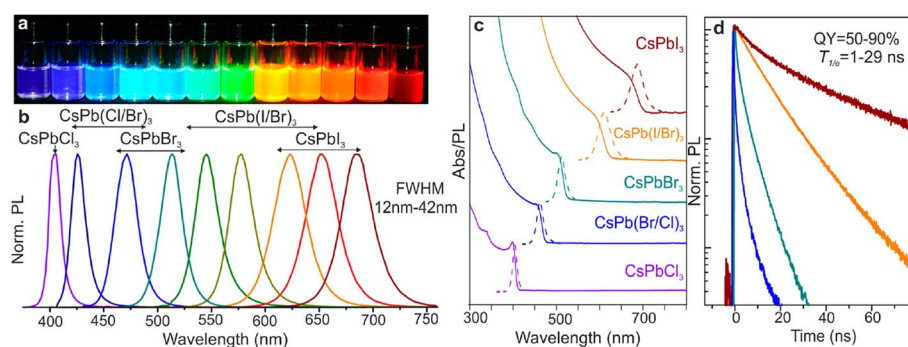 a
b
CsPb(Cl/Br)₃
CsPb(I/Br)₃
CsPbCl₃
CsPbBr₃
CsPbI₃
FWHM
12nm-42nm
Norm. PL
400 450 500 550 600 650 700 750
Wavelength (nm)
c
CsPbI₃
CsPb(I/Br)₃
CsPbBr₃
CsPb(Br/Cl)₃
CsPbCl₃
Abs/PL
300 500 700
Wavelength (nm)
d
QY=50-90%
T₁/ₑ=1-29 ns
Norm. PL
0 20 40 60
Time (ns)